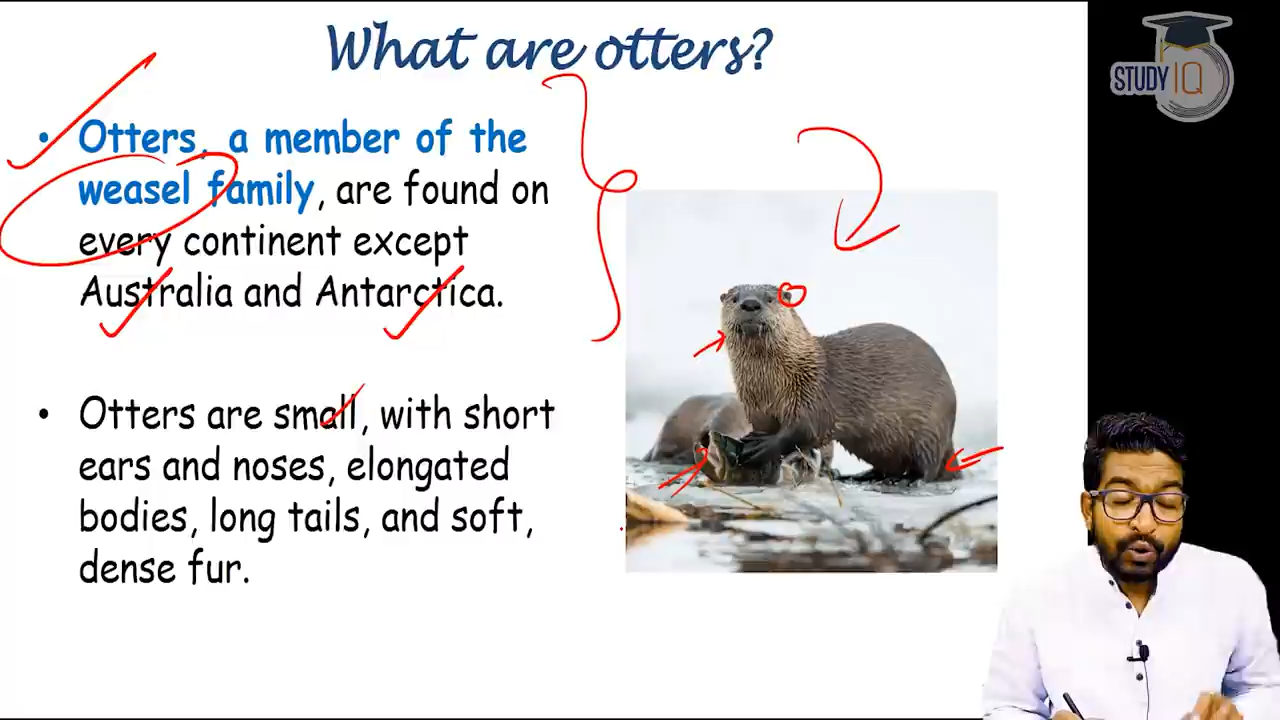 What are otters?
STUDY IQ
• Otters, a member of the
weasel family, are found on
every continent except
Australia and Antarctica.
• Otters are small, with short
ears and noses, elongated
bodies, long tails, and soft,
dense fur.